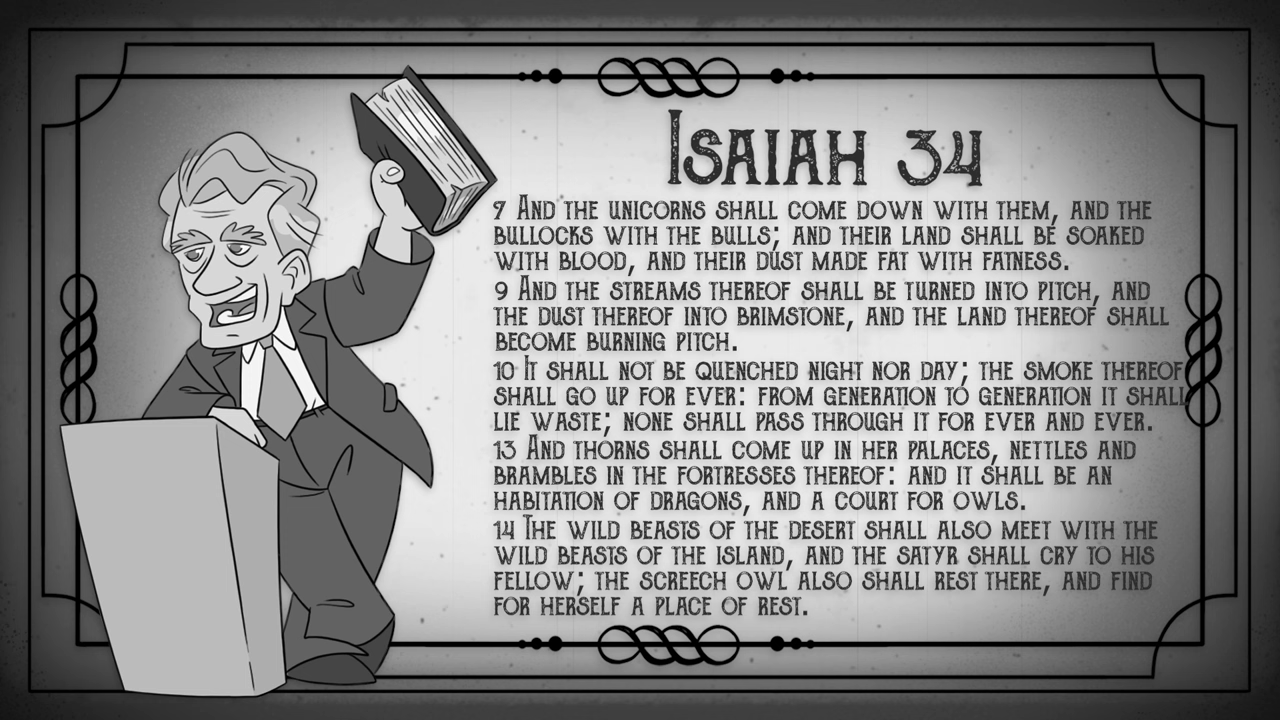 Isaiah 34
7 And the unicorns shall come down with them, and the
bullocks with the bulls; and their land shall be soaked
with blood, and their dust made fat with fatness.
9 And the streams thereof shall be turned into pitch, and
the dust thereof into brimstone, and the land thereof shall
become burning pitch.
10 It shall not be quenched night nor day; the smoke thereof
shall go up for ever: from generation to generation it shall
lie waste; none shall pass through it for ever and ever.
13 And thorns shall come up in her palaces, nettles and
brambles in the fortresses thereof: and it shall be an
habitation of dragons, and a court for owls.
14 The wild beasts of the desert shall also meet with the
wild beasts of the island, and the satyr shall cry to his
fellow; the screech owl also shall rest there, and find
for herself a place of rest.